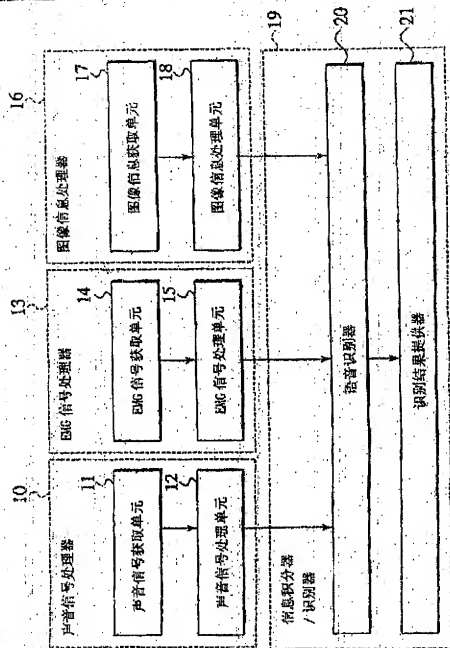 10
声音信号处理器
11
声音信号获取单元
12
声音信号处理单元
13
EMG 信号处理器
14
EMG 信号获取单元
15
EMG 信号处理单元
16
图像信息处理器
17
图像信息获取单元
18
图像信息处理单元
19
信息积分器
/ 识别器
20
语音识别器
21
识别结果提供器